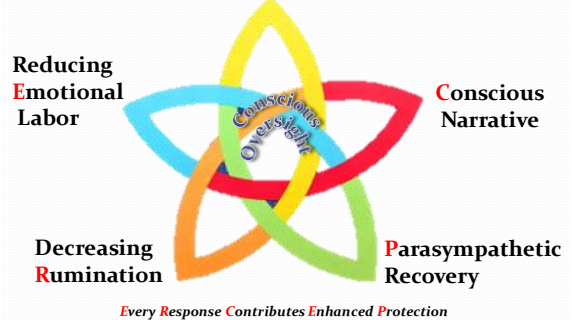 Reducing
Emotional
Labor
Conscious
Oversight
Conscious
Narrative
Decreasing
Rumination
Parasympathetic
Recovery
Every Response Contributes Enhanced Protection